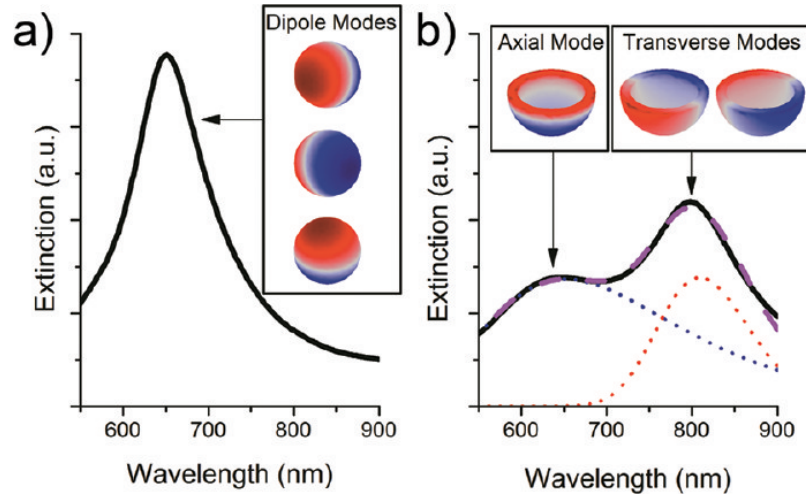 a)
Dipole Modes
Extinction (a.u.)
600 700 800 900
Wavelength (nm)
b)
Axial Mode
Transverse Modes
Extinction (a.u.)
600 700 800 900
Wavelength (nm)